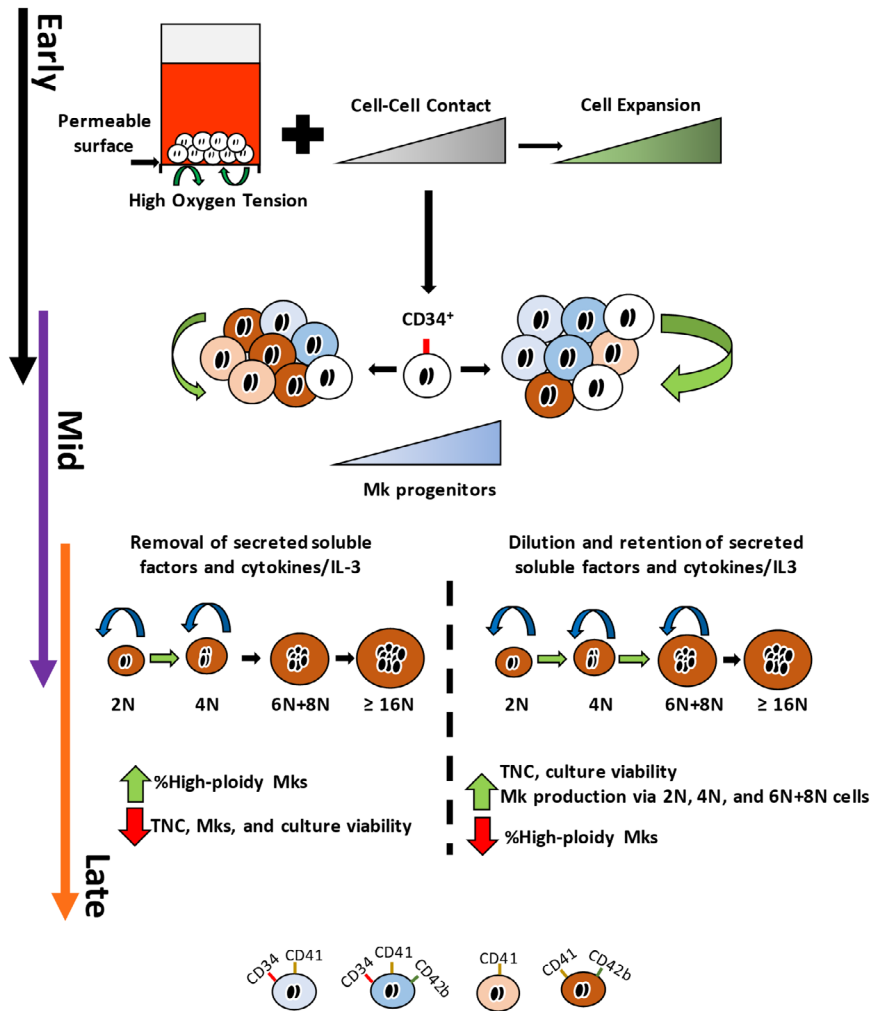 Early
Permeable
surface
High Oxygen Tension
Cell-Cell Contact
Cell Expansion
CD34+
Mid
Mk progenitors
Removal of secreted soluble
factors and cytokines/IL-3
Dilution and retention of secreted
soluble factors and cytokines/IL3
2N 4N 6N+8N ≥ 16N
2N 4N 6N+8N ≥ 16N
%High-ploidy Mks
TNC, Mks, and culture viability
TNC, culture viability
Mk production via 2N, 4N, and 6N+8N cells
%High-ploidy Mks
Late
CD34 CD41
CD34 CD41 CD42b
CD41
CD41 CD42b